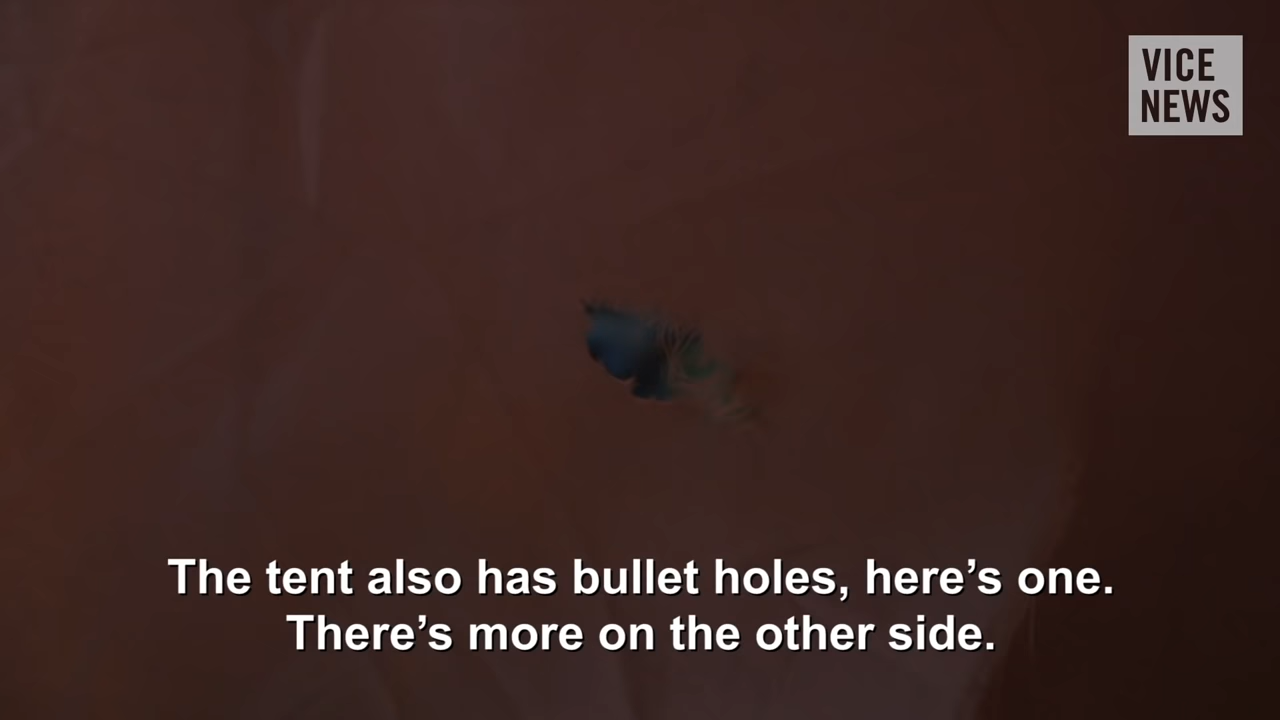 VICE
NEWS
The tent also has bullet holes, here’s one.
There’s more on the other side.